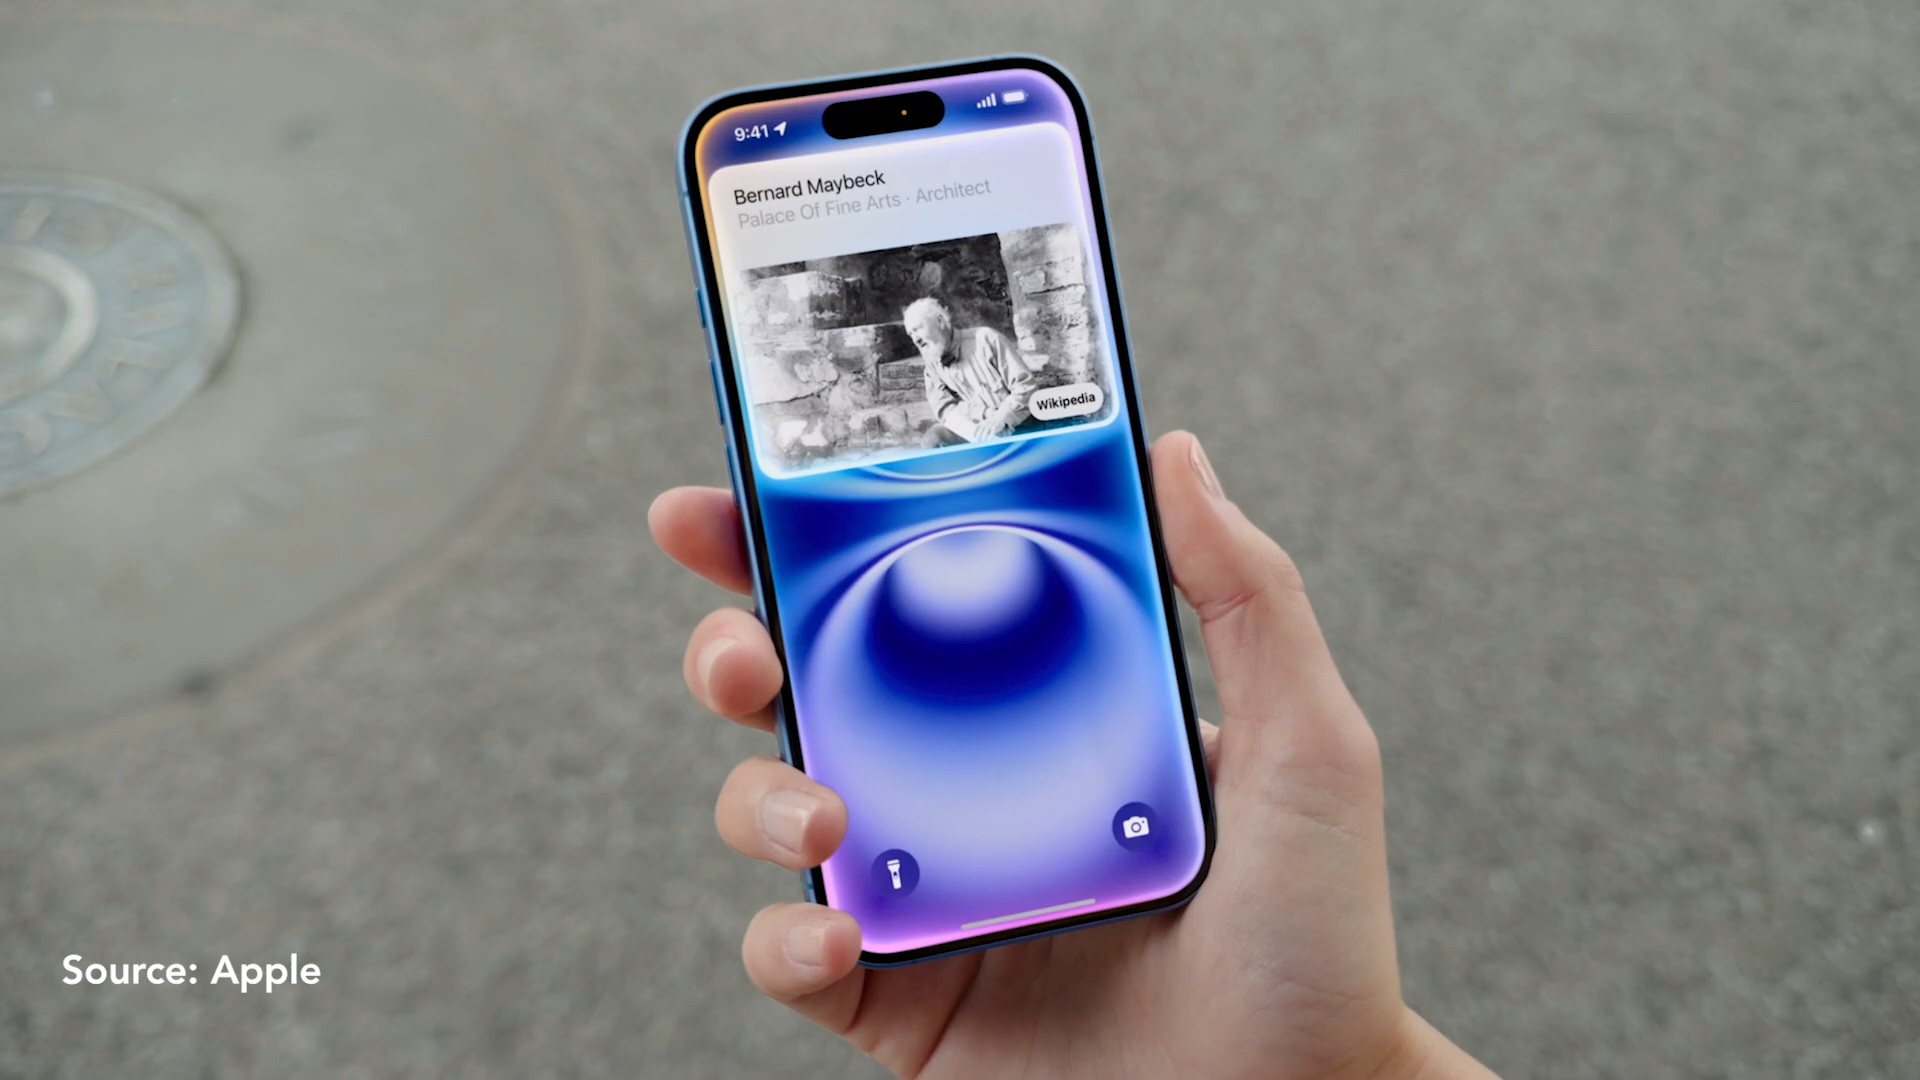 9:41
Bernard Maybeck
Palace Of Fine Arts · Architect
Wikipedia
Source: Apple